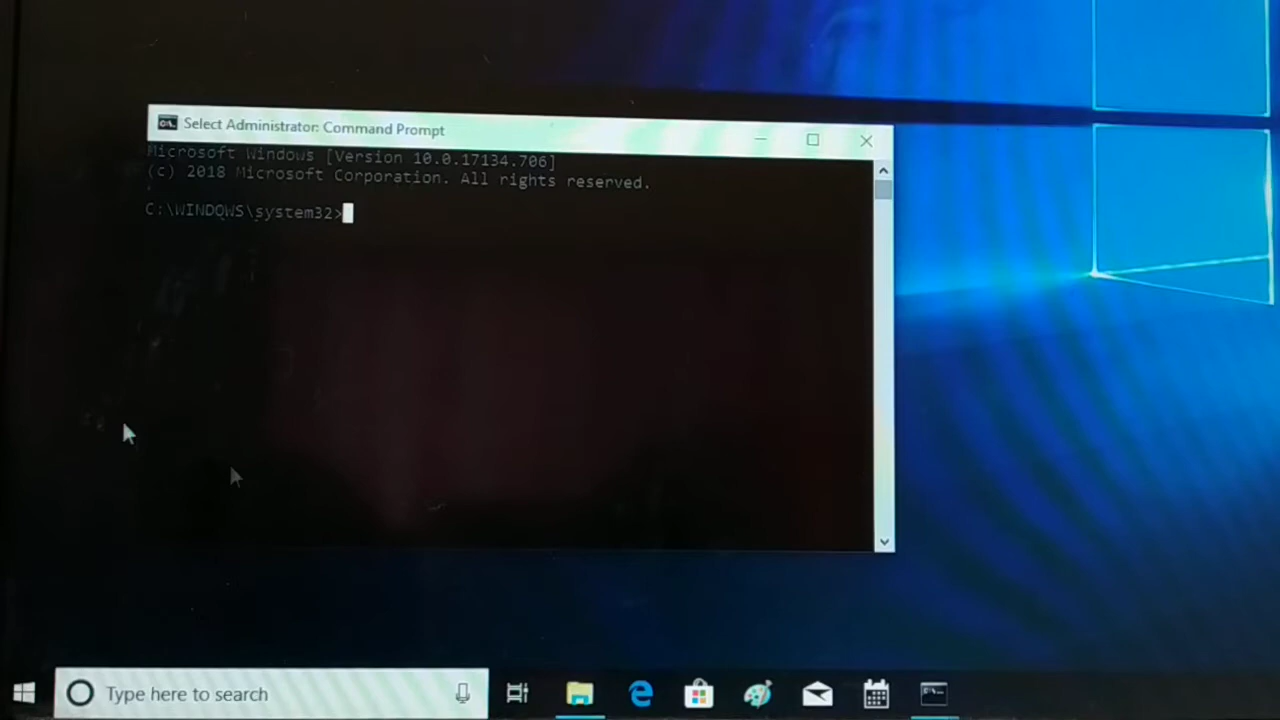 Select Administrator: Command Prompt
Microsoft Windows [Version 10.0.17134.706]
(c) 2018 Microsoft Corporation. All rights reserved.
C:\WINDOWS\system32>
Type here to search